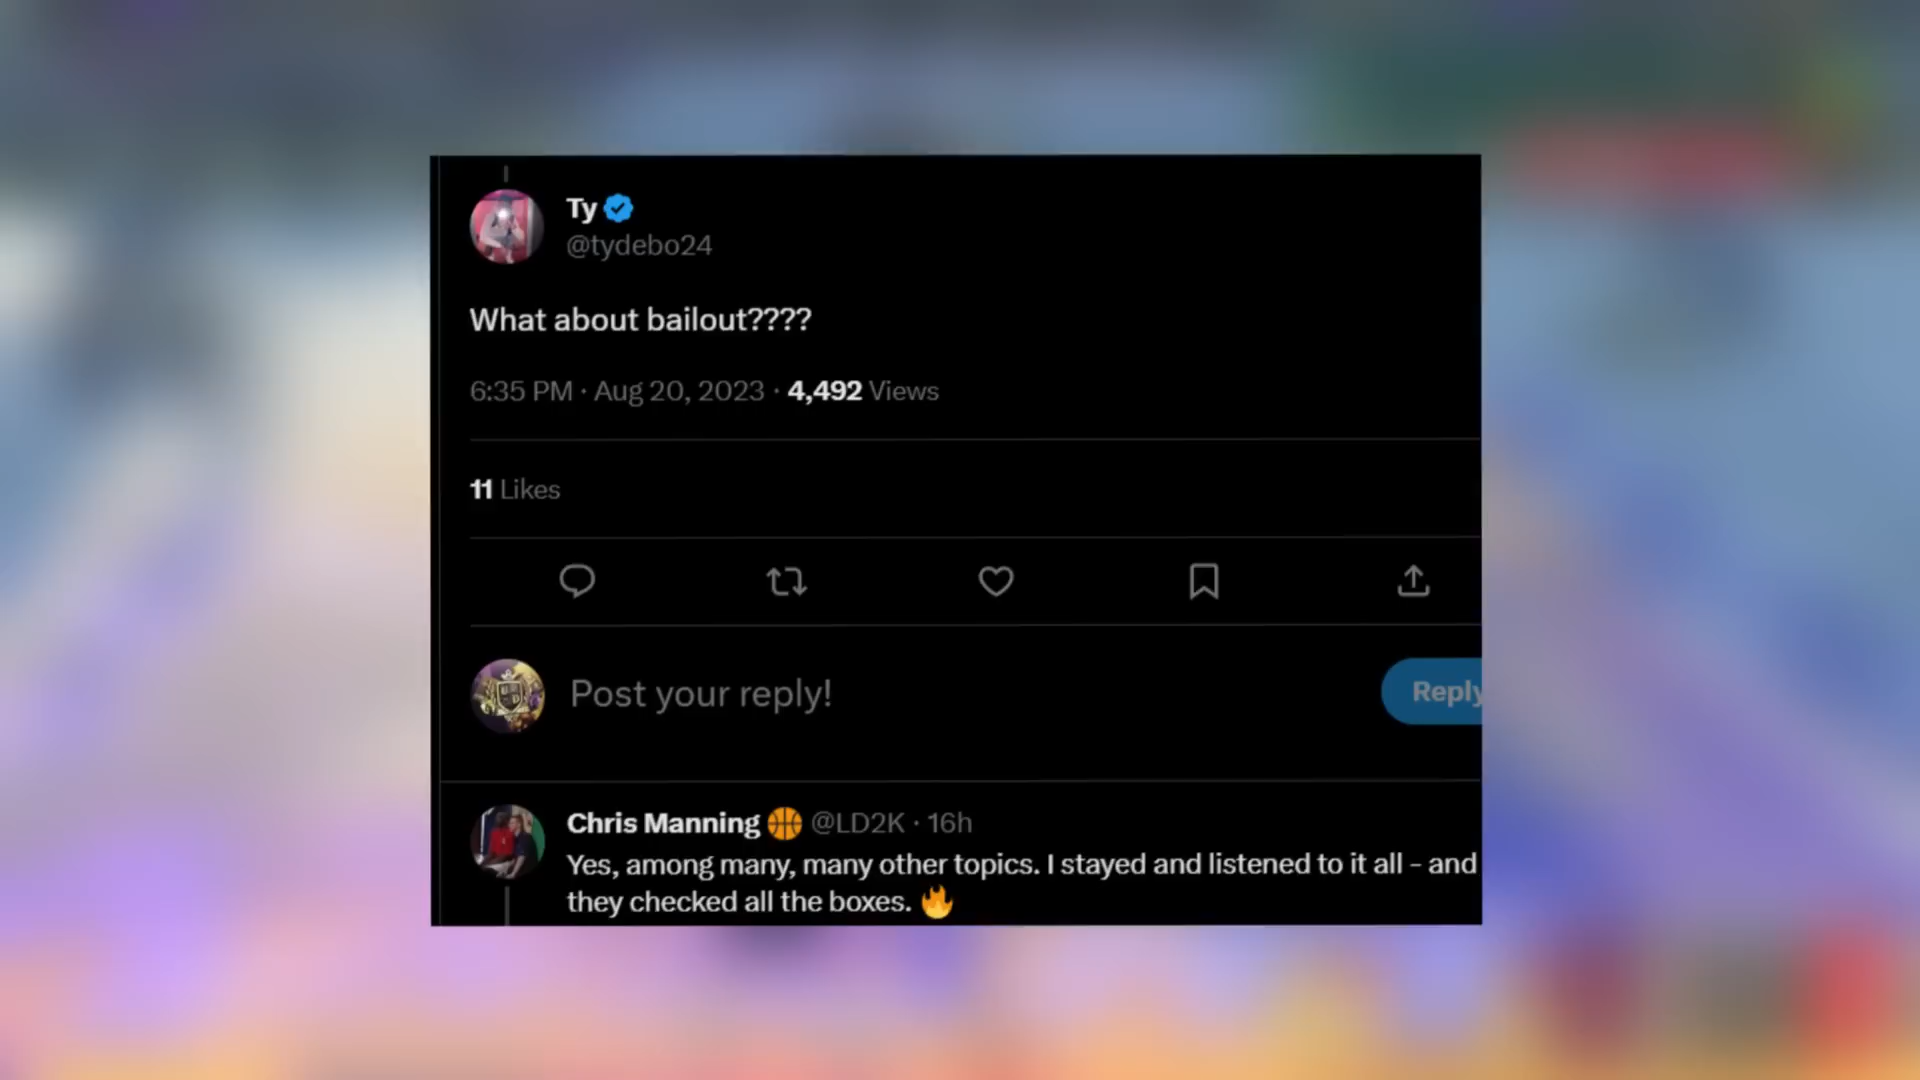 Ty
@tydebo24
What about bailout????
6:35 PM · Aug 20, 2023 · 4,492 Views
11 Likes
Post your reply!
Reply
Chris Manning 🏀 @LD2K · 16h
Yes, among many, many other topics. I stayed and listened to it all – and
they checked all the boxes. 🔥